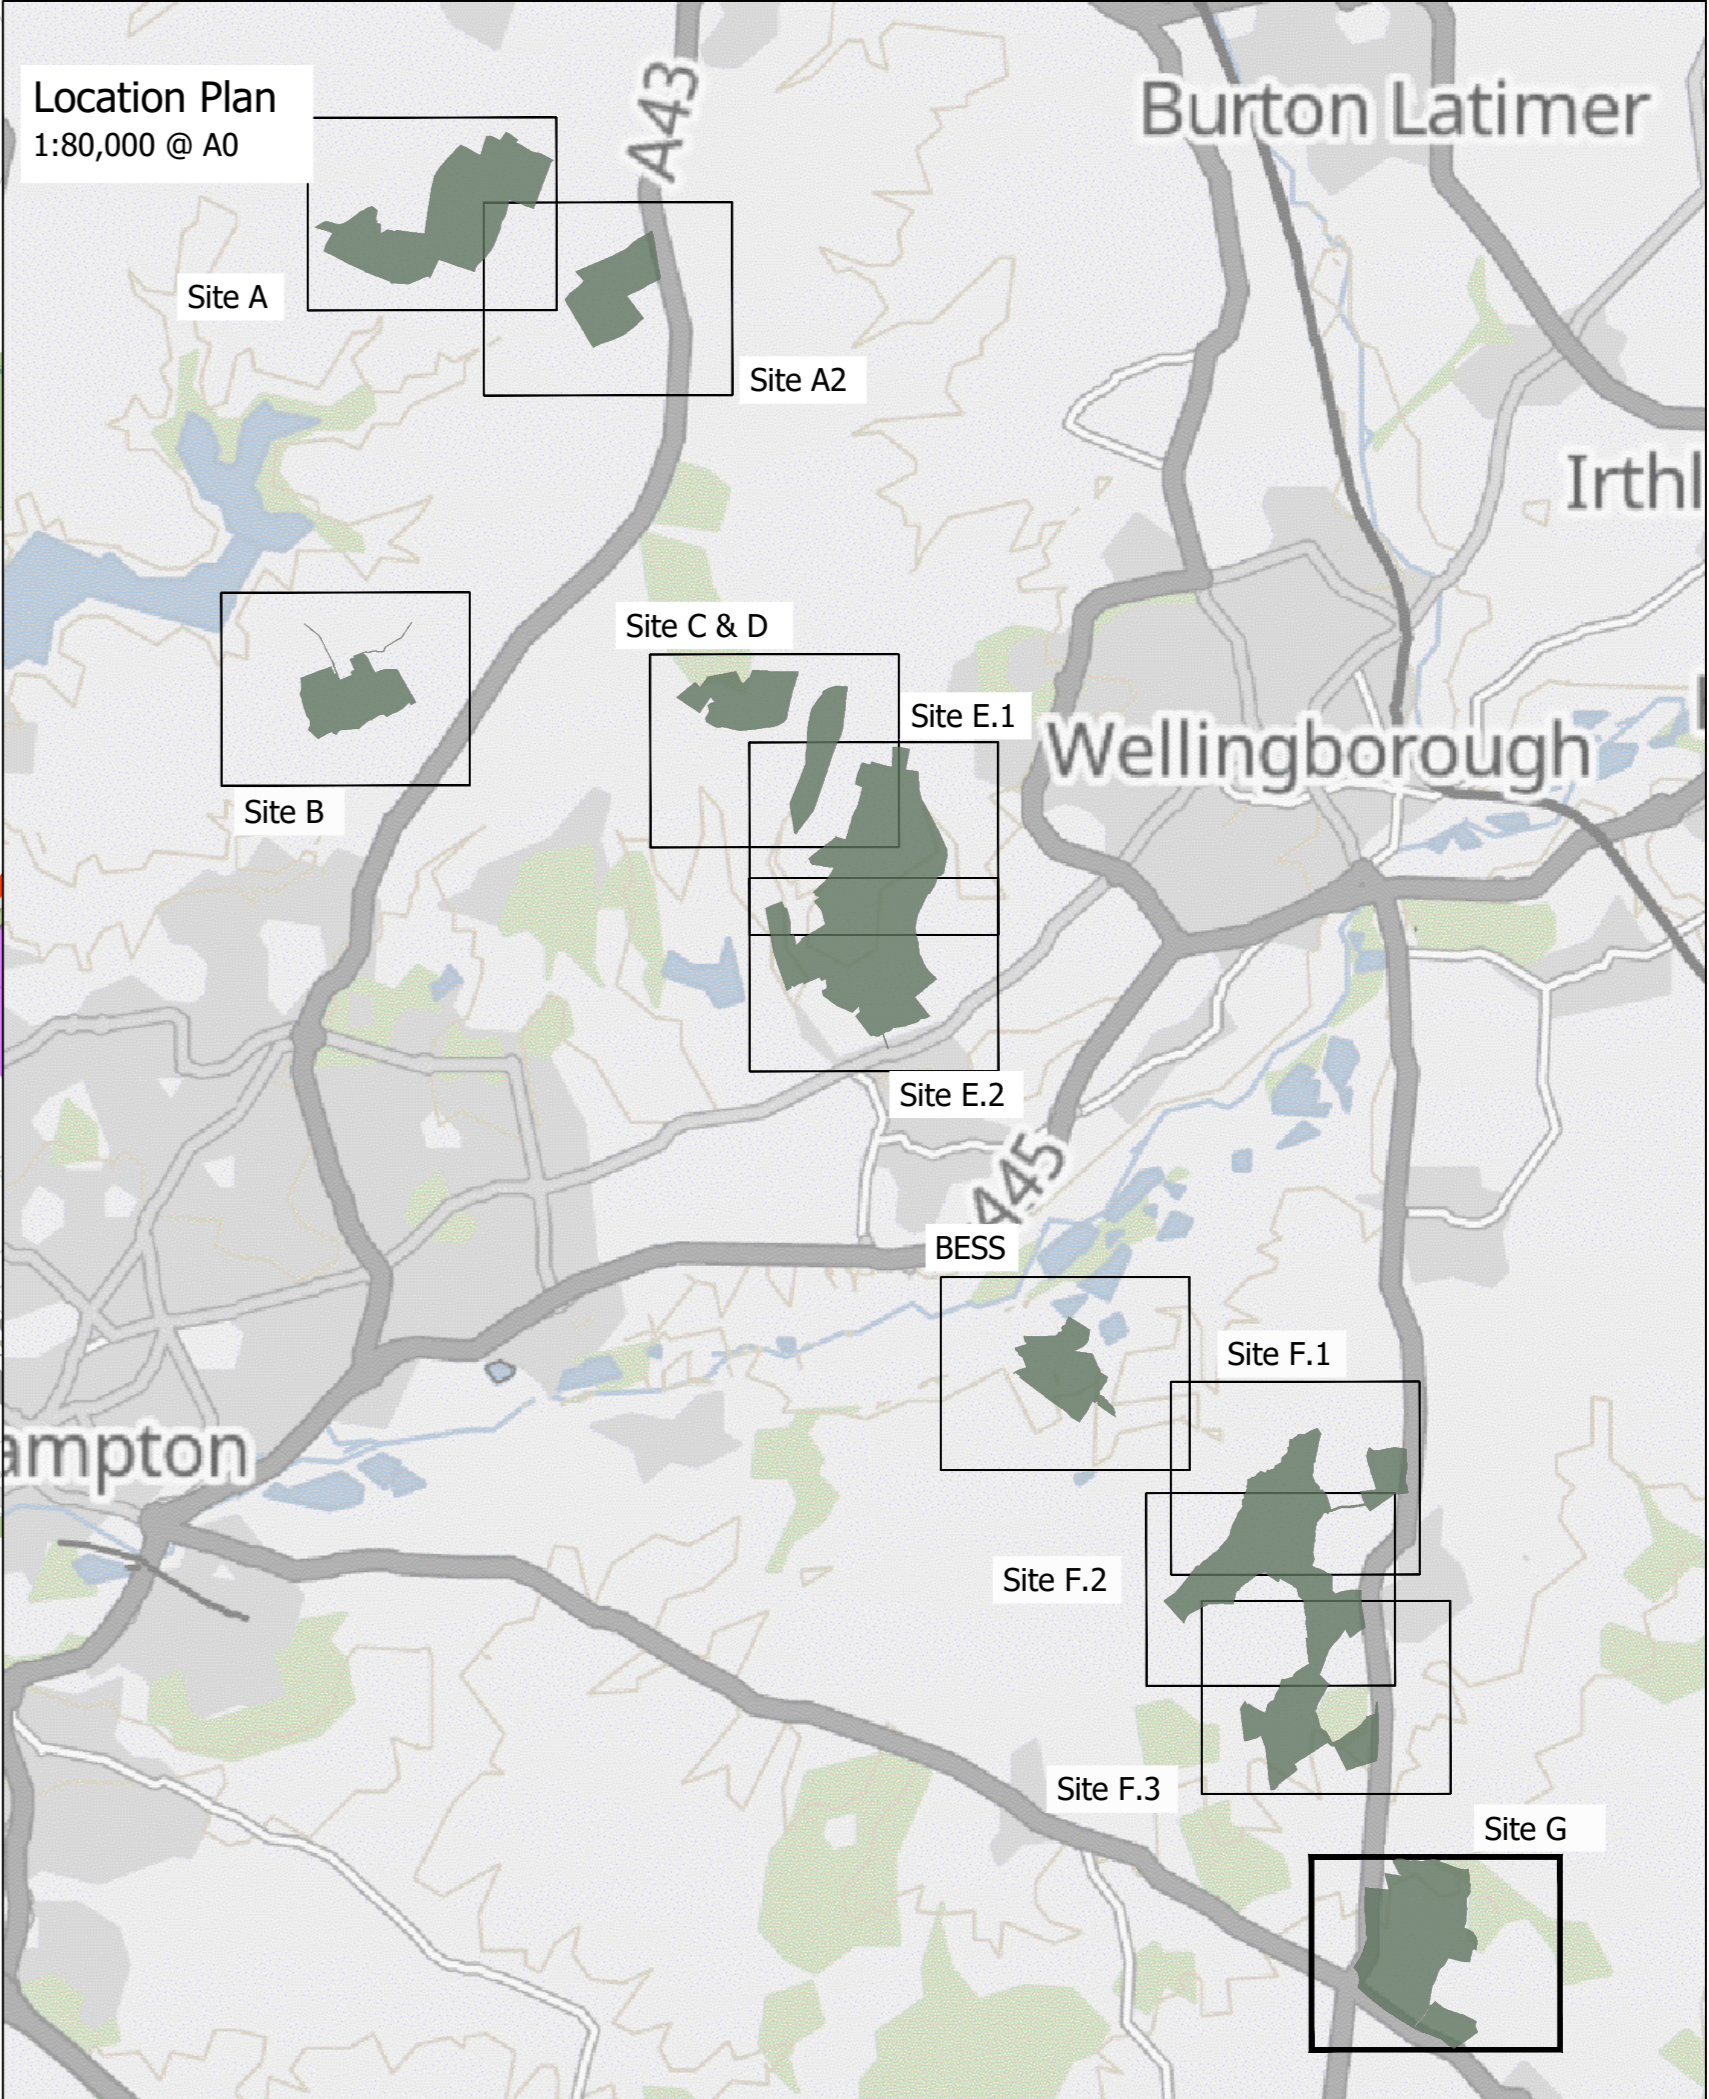 Location Plan
1:80,000 @ A0
A43
Burton Latimer
Site A
Site A2
Irthl
Site C & D
Site E.1
Wellingborough
Site B
Site E.2
445
BESS
Site F.1
ampton
Site F.2
Site F.3
Site G